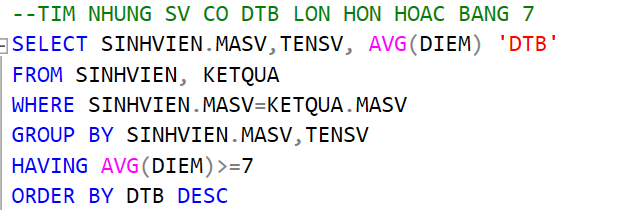 --TIM NHUNG SV CO DTB LON HON HOAC BANG 7
SELECT SINHVIEN.MASV,TENSV, AVG(DIEM) 'DTB'
FROM SINHVIEN, KETQUA
WHERE SINHVIEN.MASV=KETQUA.MASV
GROUP BY SINHVIEN.MASV,TENSV
HAVING AVG(DIEM)>=7
ORDER BY DTB DESC